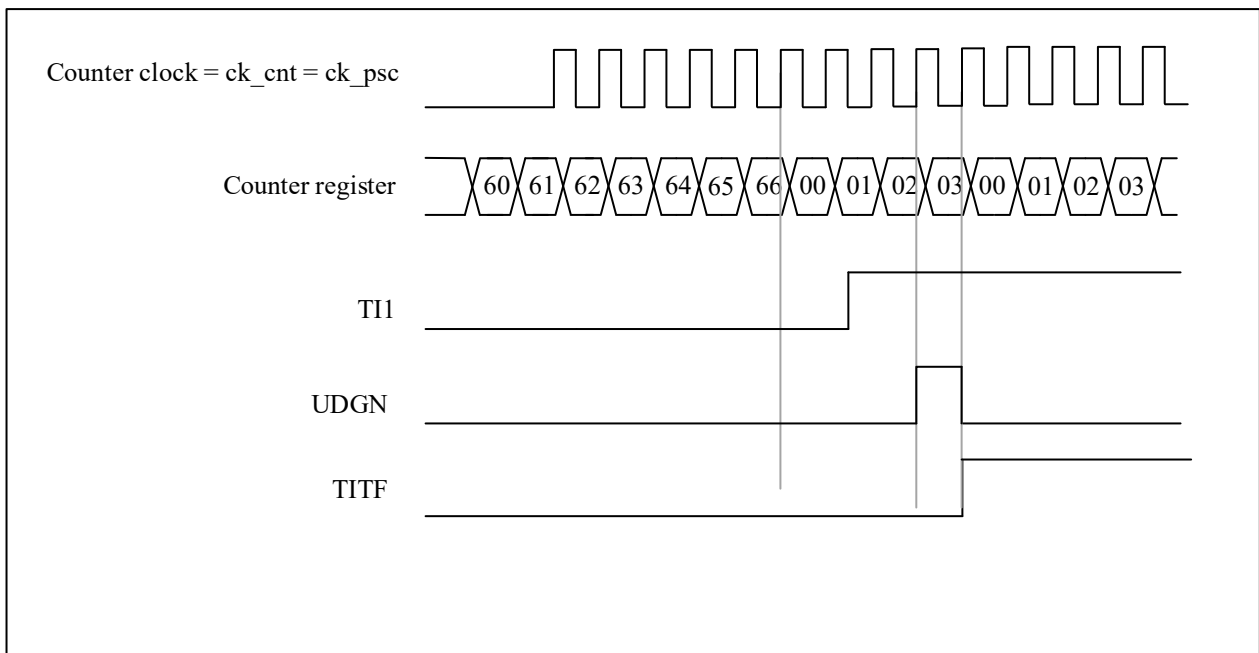 Counter clock = ck_cnt = ck_psc
Counter register
60 61 62 63 64 65 66 00 01 02 03 00 01 02 03
TI1
UDGN
TITF